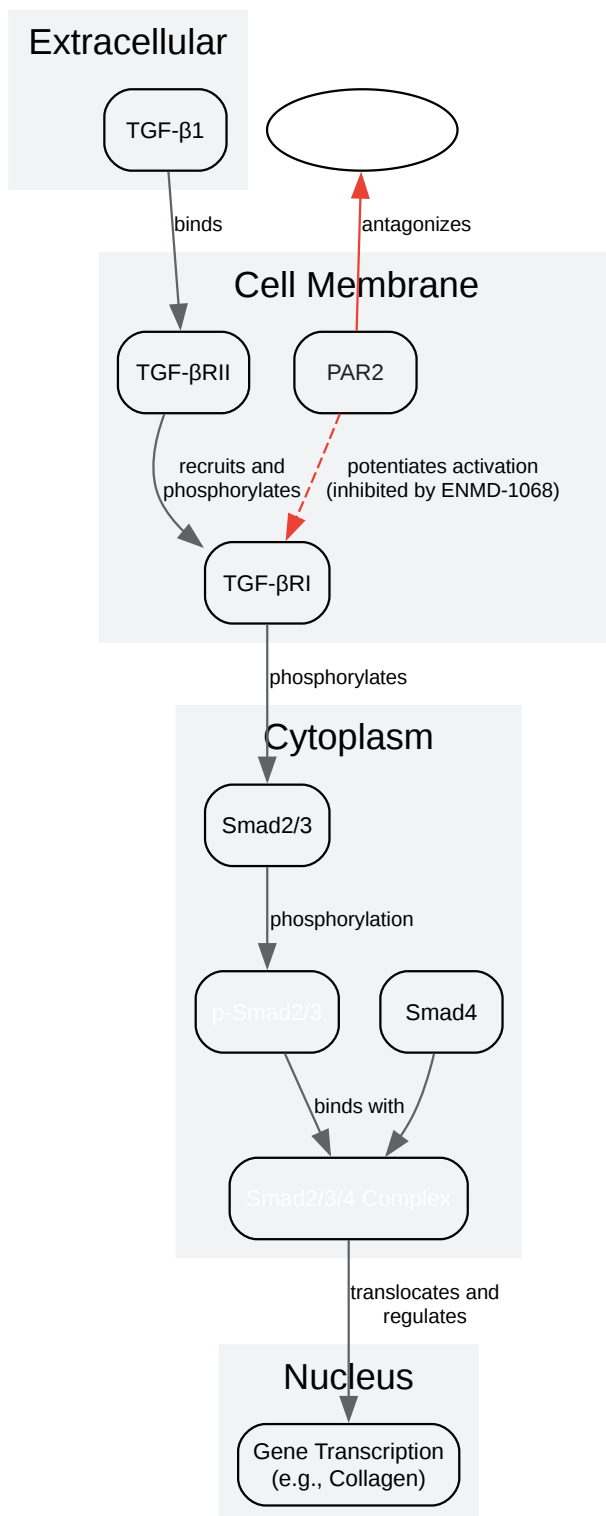 Extracellular
TGF-β1
binds
antagonizes
Cell Membrane
TGF-βRII
PAR2
recruits and
phosphorylates
potentiates activation
(inhibited by ENMD-1068)
TGF-βRI
phosphorylates
Cytoplasm
Smad2/3
phosphorylation
p-Smad2/3
Smad4
binds with
Smad2/3/4 Complex
translocates and
regulates
Nucleus
Gene Transcription
(e.g., Collagen)